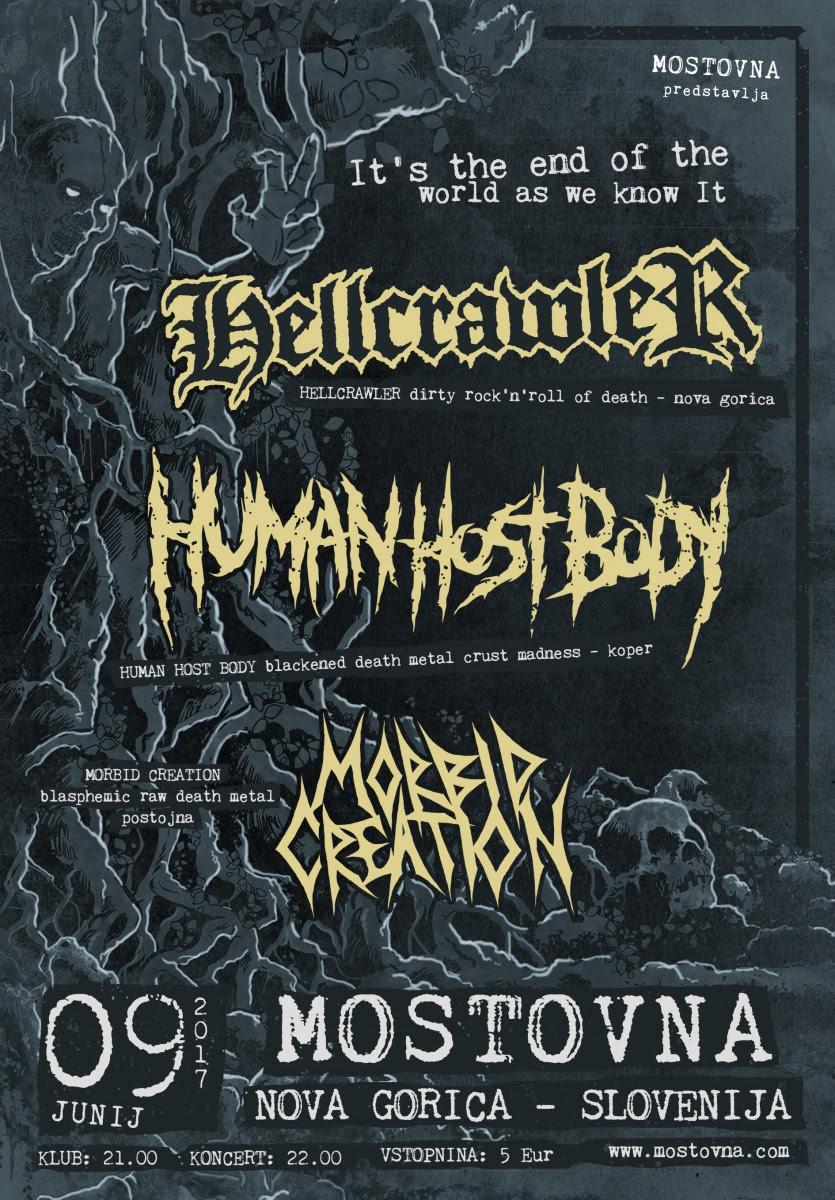 MOSTOVNA
predstavlja
It's the end of the
world as we know It
HellcrawleR
HELLCRAWLER dirty rock'n'roll of death - nova gorica
HUMAN HOST BODY
HUMAN HOST BODY blackened death metal crust madness - koper
MORBID
CREATION
MORBID CREATION
blasphemic raw death metal
postojna
09
2017
JUNIJ
MOSTOVNA
NOVA GORICA - SLOVENIJA
KLUB: 21.00 KONCERT: 22.00 VSTOPNINA: 5 Eur www.mostovna.com